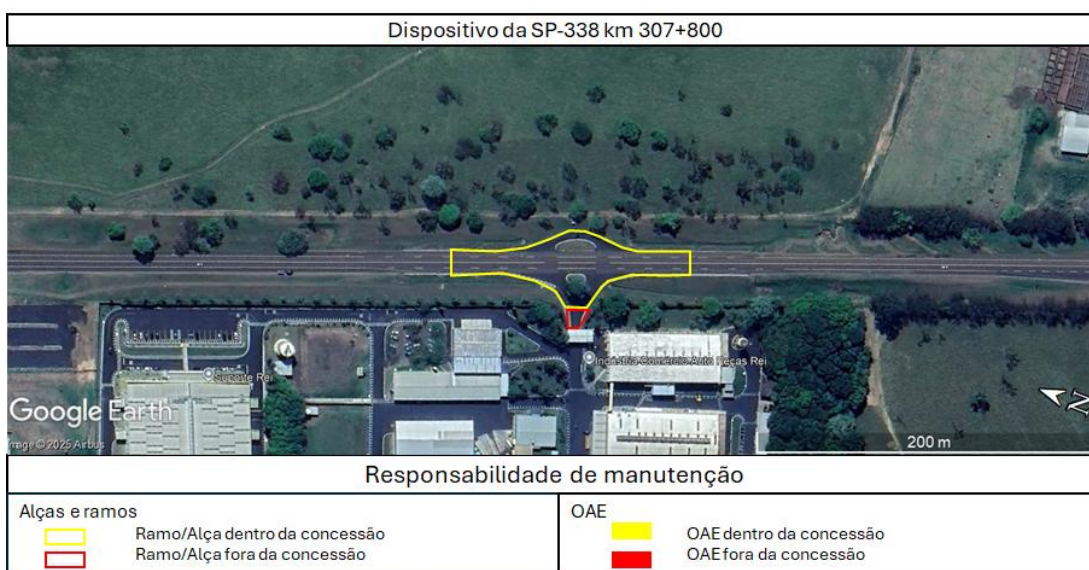 Dispositivo da SP-338 km 307+800
Suporte Rei
Indústria Comércio Auto Peças Rei
Google Earth
Image © 2025 Airbus
N
200 m
Responsabilidade de manutenção
Alças e ramos
Ramo/Alça dentro da concessão
Ramo/Alça fora da concessão
OAE
OAE dentro da concessão
OAE fora da concessão